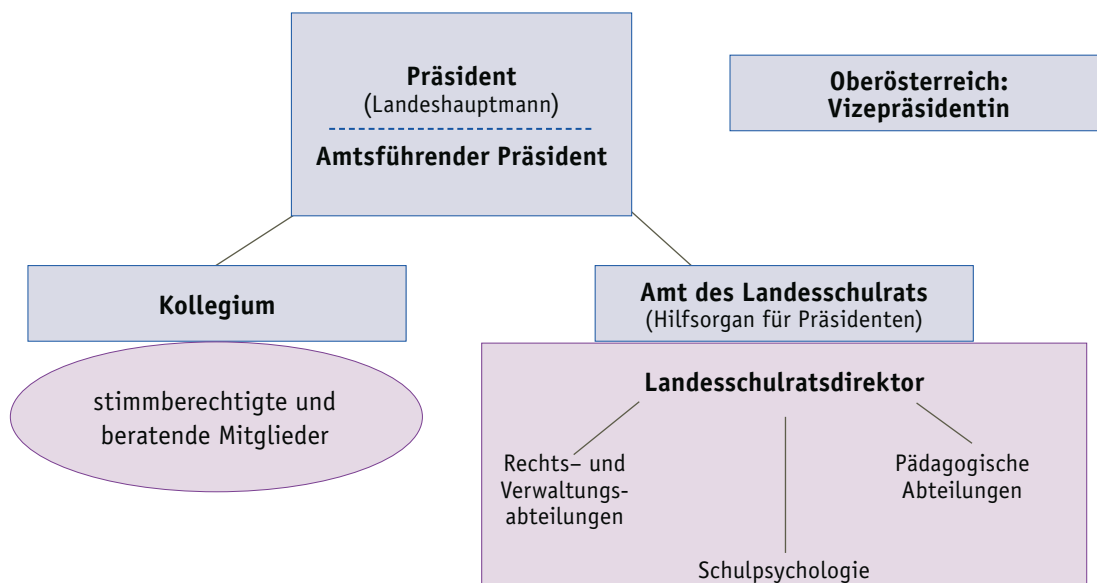 Präsident
(Landeshauptmann)
Amtsführender Präsident
Oberösterreich:
Vizepräsidentin
Kollegium
stimmberechtigte und
beratende Mitglieder
Amt des Landesschulrats
(Hilfsorgan für Präsidenten)
Landesschulratsdirektor
Rechts– und
Verwaltungs-
abteilungen
Schulpsychologie
Pädagogische
Abteilungen